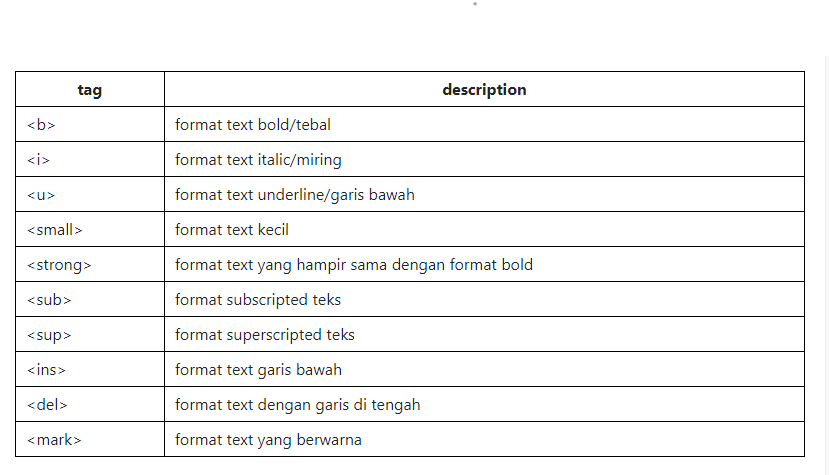 tag description
<b> format text bold/tebal
<i> format text italic/miring
<u> format text underline/garis bawah
<small> format text kecil
<strong> format text yang hampir sama dengan format bold
<sub> format subscripted teks
<sup> format superscripted teks
<ins> format text garis bawah
<del> format text dengan garis di tengah
<mark> format text yang berwarna